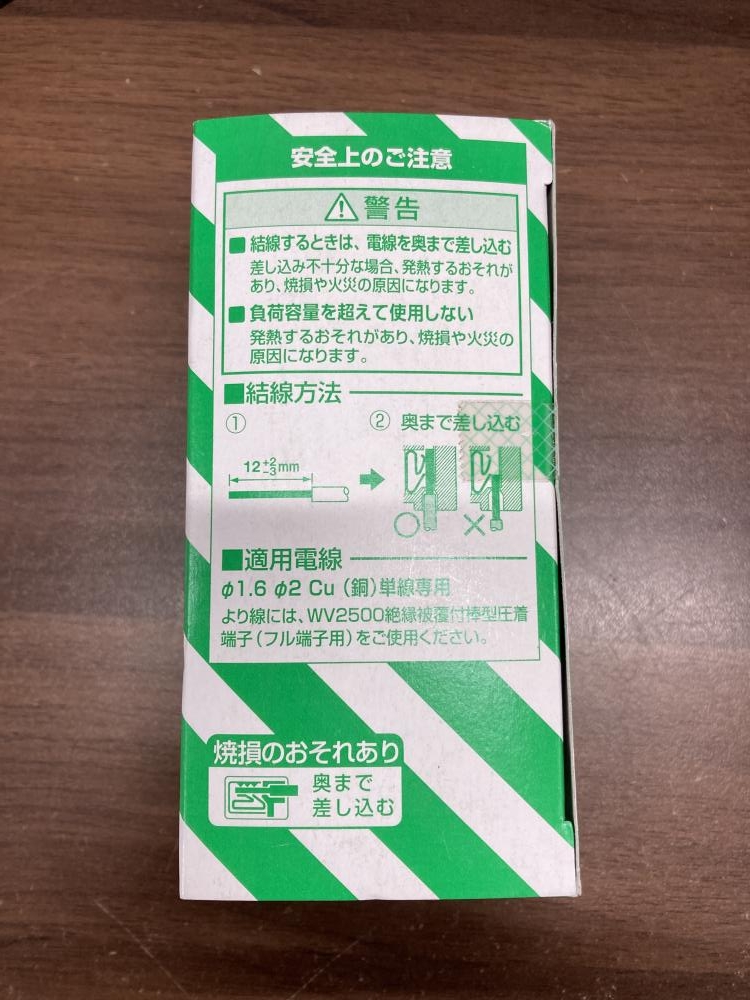 安全上のご注意
警告
■結線するときは、電線を奥まで差し込む
差し込み不十分な場合、発熱するおそれが
あり、焼損や火災の原因になります。
■負荷容量を超えて使用しない
発熱するおそれがあり、焼損や火災の
原因になります。
■結線方法
①
② 奥まで差し込む
12+2-3mm
■適用電線
φ1.6 φ2 Cu(銅)単線専用
より線には、WV2500絶縁被覆付棒型圧着
端子(フル端子用)をご使用ください。
焼損のおそれあり
奥まで
差し込む